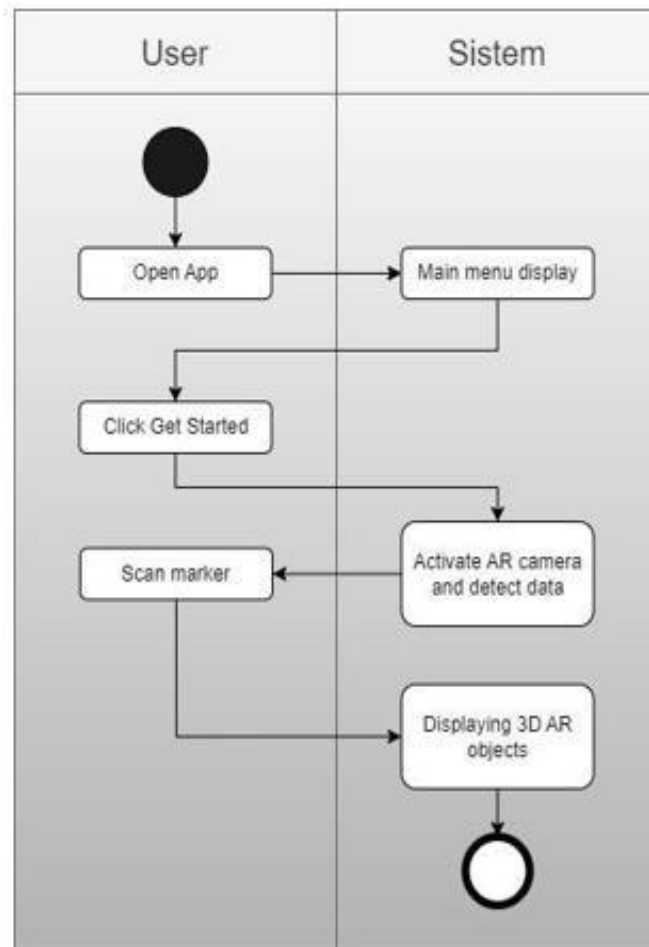 User
Sistem
Open App
Main menu display
Click Get Started
Activate AR camera
and detect data
Scan marker
Displaying 3D AR
objects